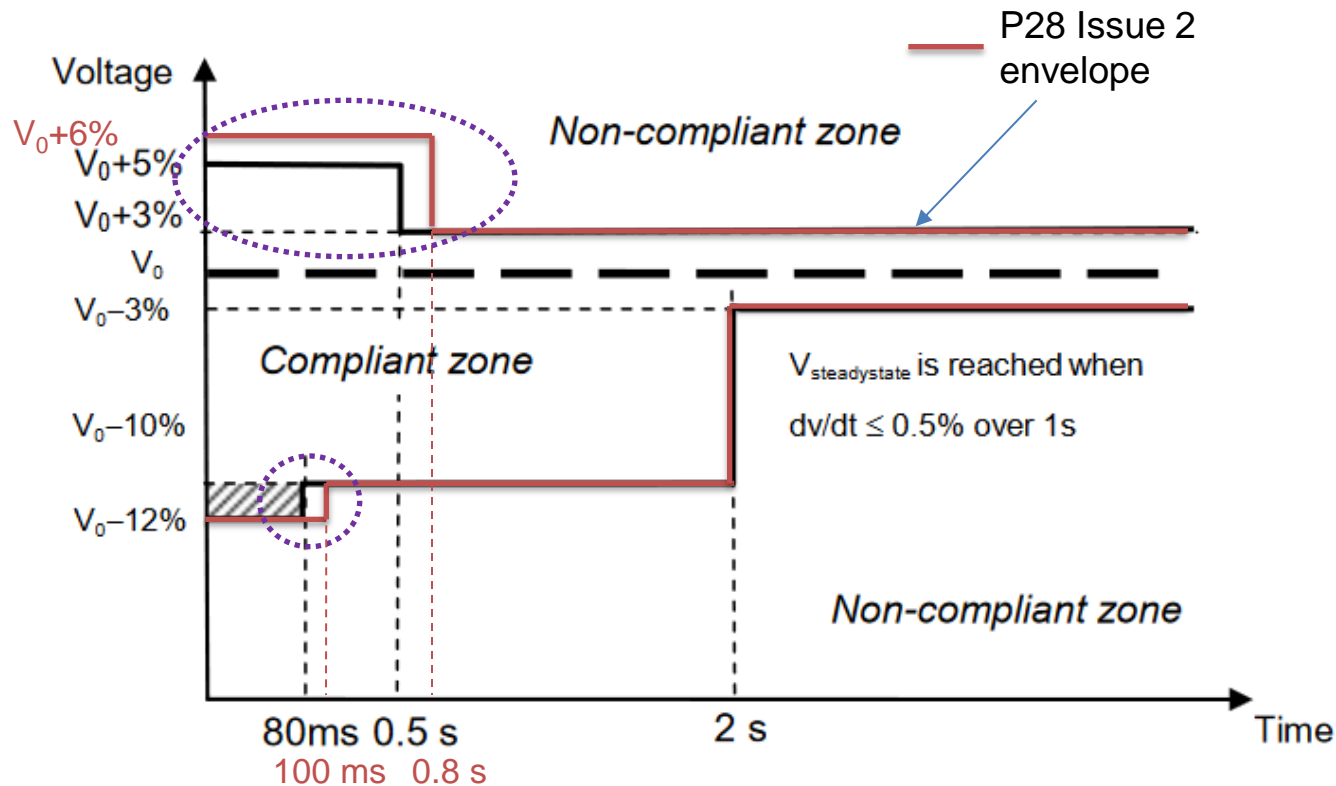 P28 Issue 2
envelope
Voltage
V₀+6%
Non-compliant zone
V₀+5%
V₀+3%
V₀
V₀−3%
Compliant zone
V₀−10%
V₀−12%
Vsteadystate is reached when
dv/dt ≤ 0.5% over 1s
Non-compliant zone
80ms 0.5 s
2 s
Time
100 ms 0.8 s